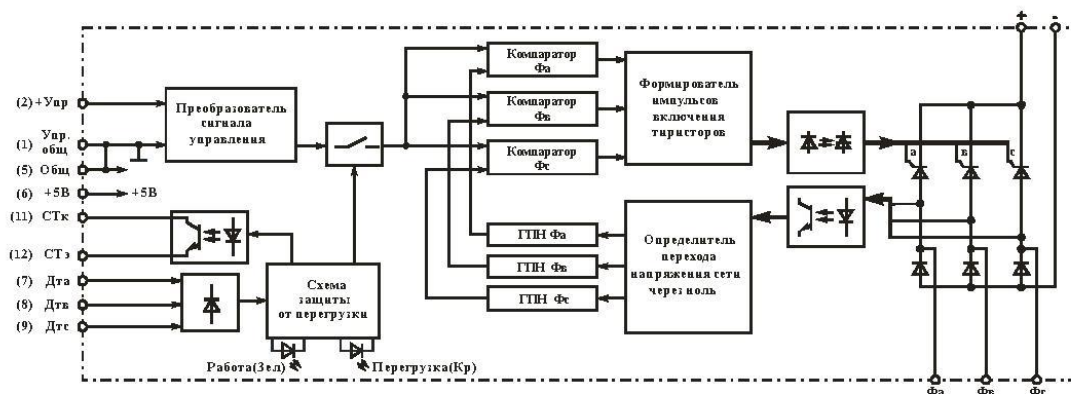 + -
Компаратор
Фа
Компаратор
Фв
Компаратор
Фс
Формирователь
импульсов
включения
тиристоров
(2) +Упр
Преобразователь
сигнала
управления
(1) Упр.
общ
(5) Общ
(6) +5В
+5В
(11) СТк
(12) СТэ
(7) Дта
(8) Дтв
(9) Дтс
Схема
защиты
от перегрузки
Работа(Зел)
Перегрузка(Кр)
ГПН Фа
ГПН Фв
ГПН Фс
Определитель
перехода
напряжения сети
через ноль
а
в
с
Фа Фв Фс